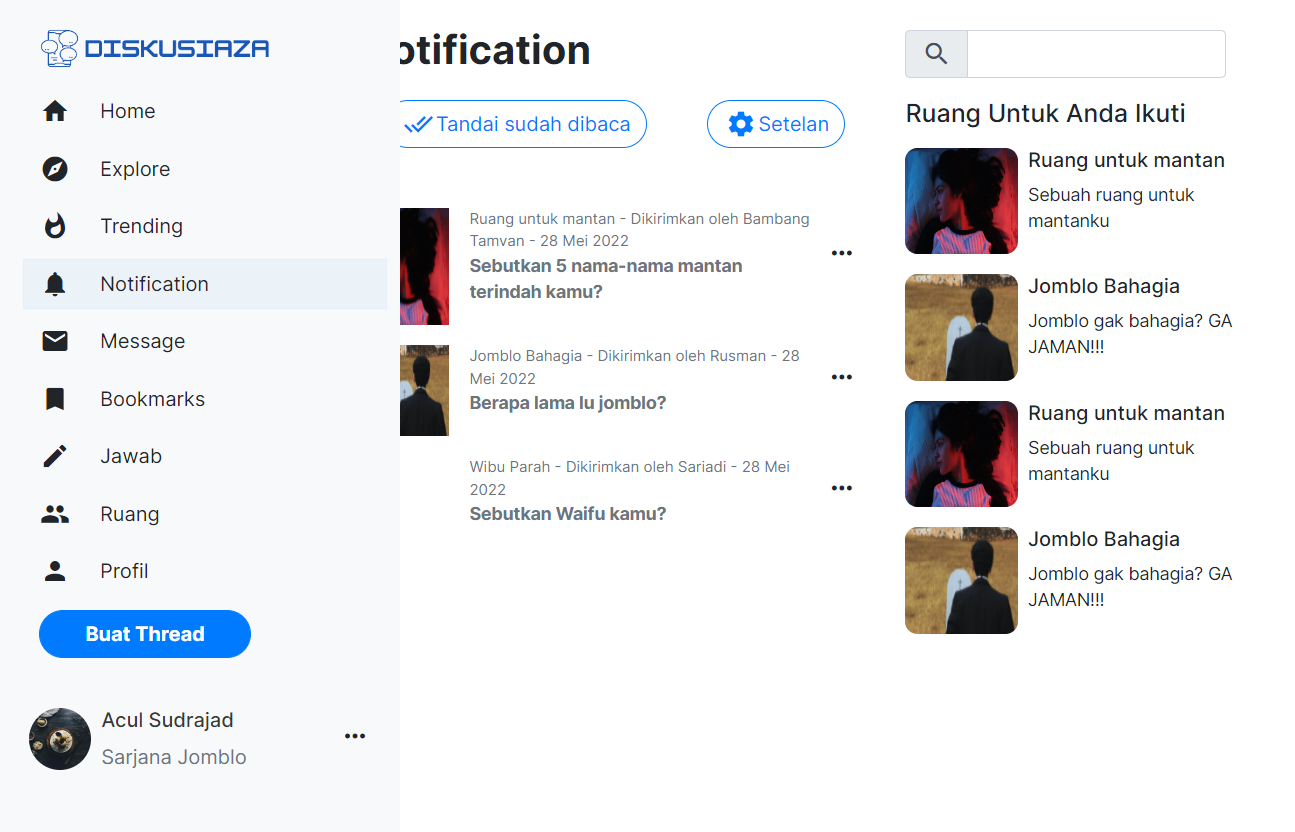 DISKUSIAZA
Home
Explore
Trending
Notification
Message
Bookmarks
Jawab
Ruang
Profil
Buat Thread
Acul Sudrajad
Sarjana Jomblo
otification
Tandai sudah dibaca
Setelan
Ruang untuk mantan - Dikirimkan oleh Bambang
Tamvan - 28 Mei 2022
Sebutkan 5 nama-nama mantan
terindah kamu?
Jomblo Bahagia - Dikirimkan oleh Rusman - 28
Mei 2022
Berapa lama lu jomblo?
Wibu Parah - Dikirimkan oleh Sariadi - 28 Mei
2022
Sebutkan Waifu kamu?
Ruang Untuk Anda Ikuti
Ruang untuk mantan
Sebuah ruang untuk
mantanku
Jomblo Bahagia
Jomblo gak bahagia? GA
JAMAN!!!
Ruang untuk mantan
Sebuah ruang untuk
mantanku
Jomblo Bahagia
Jomblo gak bahagia? GA
JAMAN!!!